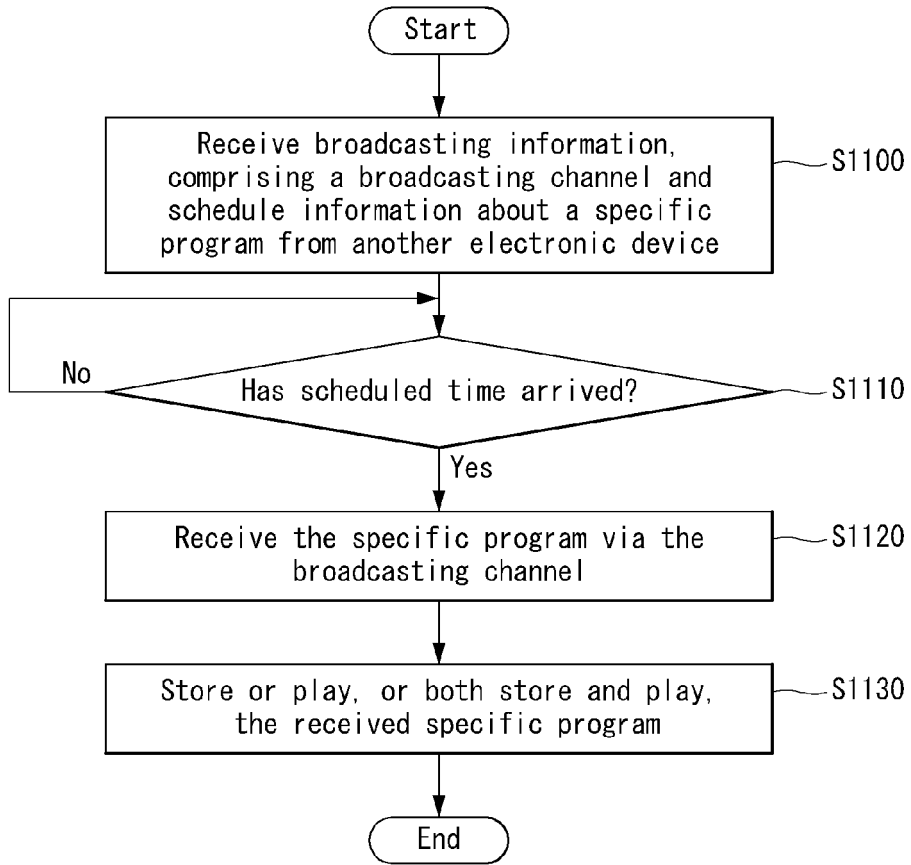 Start
Receive broadcasting information,
comprising a broadcasting channel and
schedule information about a specific
program from another electronic device
S1100
No
Has scheduled time arrived?
S1110
Yes
Receive the specific program via the
broadcasting channel
S1120
Store or play, or both store and play,
the received specific program
S1130
End